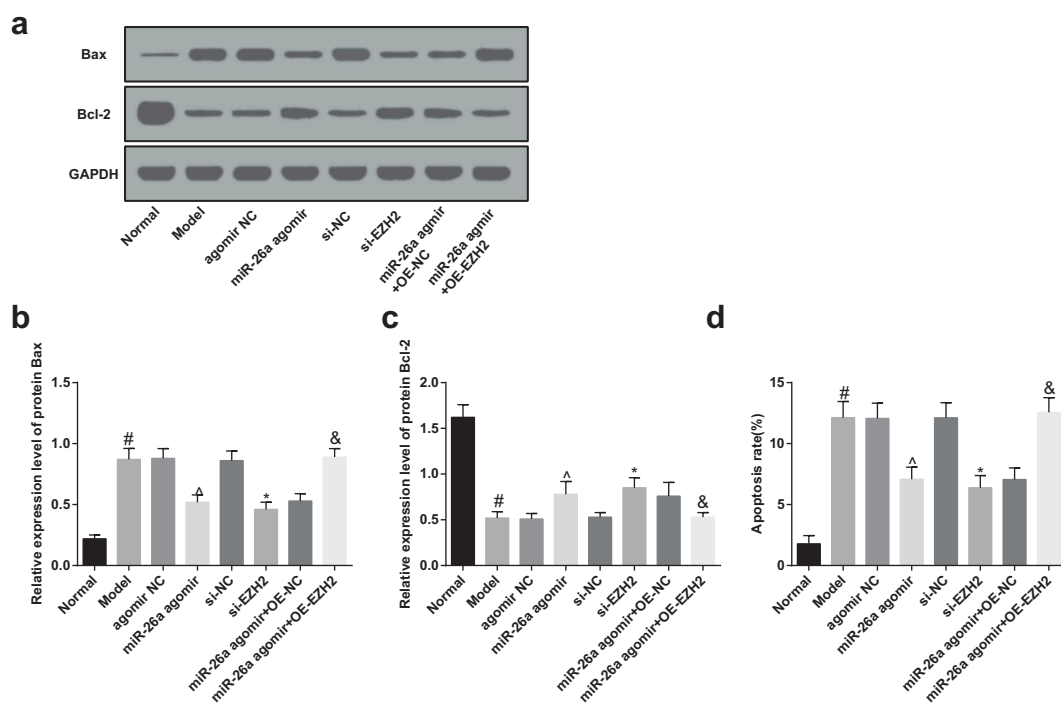 a
Bax
Bcl-2
GAPDH
Normal
Model
agomir NC
miR-26a agomir
si-NC
si-EZH2
miR-26a agmir
+OE-NC
miR-26a agmir
+OE-EZH2
b
Relative expression level of protein Bax
1.5
1.0
0.5
0.0
#
^
*
&
Normal
Model
agomir NC
miR-26a agomir
si-NC
si-EZH2
miR-26a agomir+OE-NC
miR-26a agomir+OE-EZH2
c
Relative expression level of protein Bcl-2
2.0
1.5
1.0
0.5
0.0
#
^
*
&
Normal
Model
agomir NC
miR-26a agomir
si-NC
si-EZH2
miR-26a agomir+OE-NC
miR-26a agomir+OE-EZH2
d
Apoptosis rate(%)
15
10
5
0
#
^
*
&
Normal
Model
agomir NC
miR-26a agomir
si-NC
si-EZH2
miR-26a agomir+OE-NC
miR-26a agomir+OE-EZH2